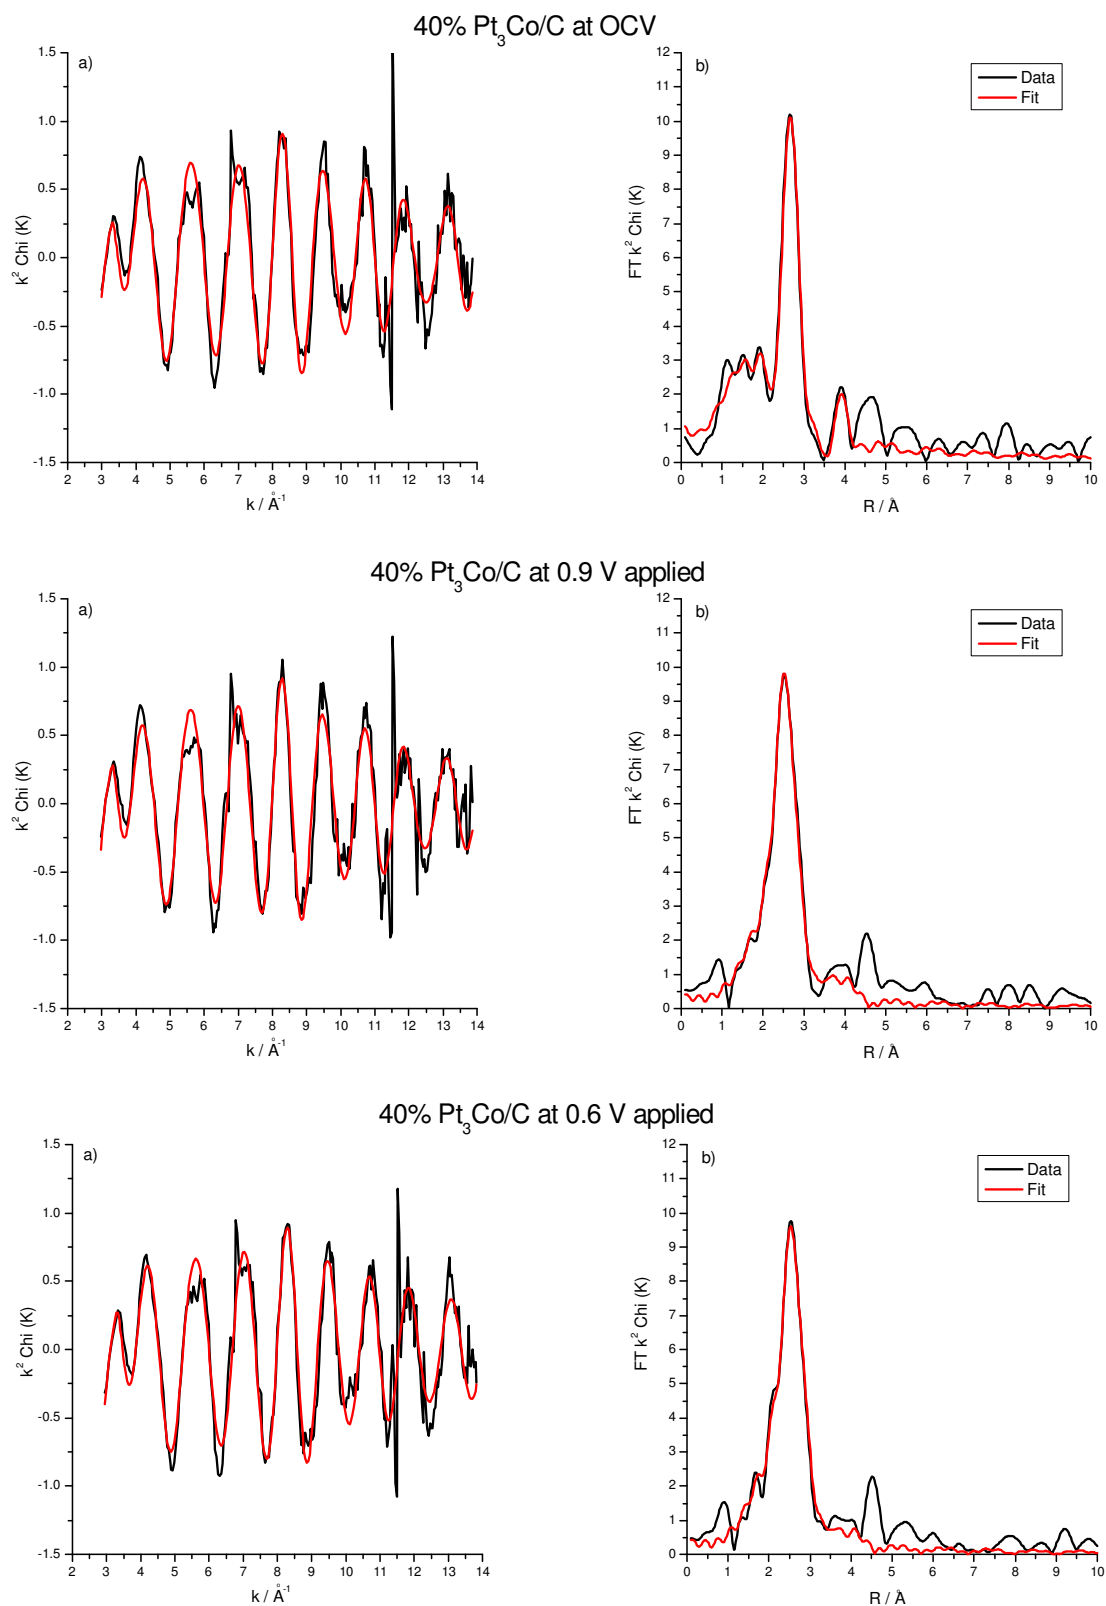 40% Pt3Co/C at OCV
a)
1.5
1.0
0.5
0.0
-0.5
-1.0
-1.5
k2 Chi (K)
2 3 4 5 6 7 8 9 10 11 12 13 14
k / Å-1
b)
Data
Fit
12
11
10
9
8
7
6
5
4
3
2
1
0
FT k2 Chi (K)
0 1 2 3 4 5 6 7 8 9 10
R / Å
40% Pt3Co/C at 0.9 V applied
a)
1.5
1.0
0.5
0.0
-0.5
-1.0
-1.5
k2 Chi (K)
2 3 4 5 6 7 8 9 10 11 12 13 14
k / Å-1
b)
Data
Fit
12
11
10
9
8
7
6
5
4
3
2
1
0
FT k2 Chi (K)
0 1 2 3 4 5 6 7 8 9 10
R / Å
40% Pt3Co/C at 0.6 V applied
a)
1.5
1.0
0.5
0.0
-0.5
-1.0
-1.5
k2 Chi (K)
2 3 4 5 6 7 8 9 10 11 12 13 14
k / Å-1
b)
Data
Fit
12
11
10
9
8
7
6
5
4
3
2
1
0
FT k2 Chi (K)
0 1 2 3 4 5 6 7 8 9 10
R / Å